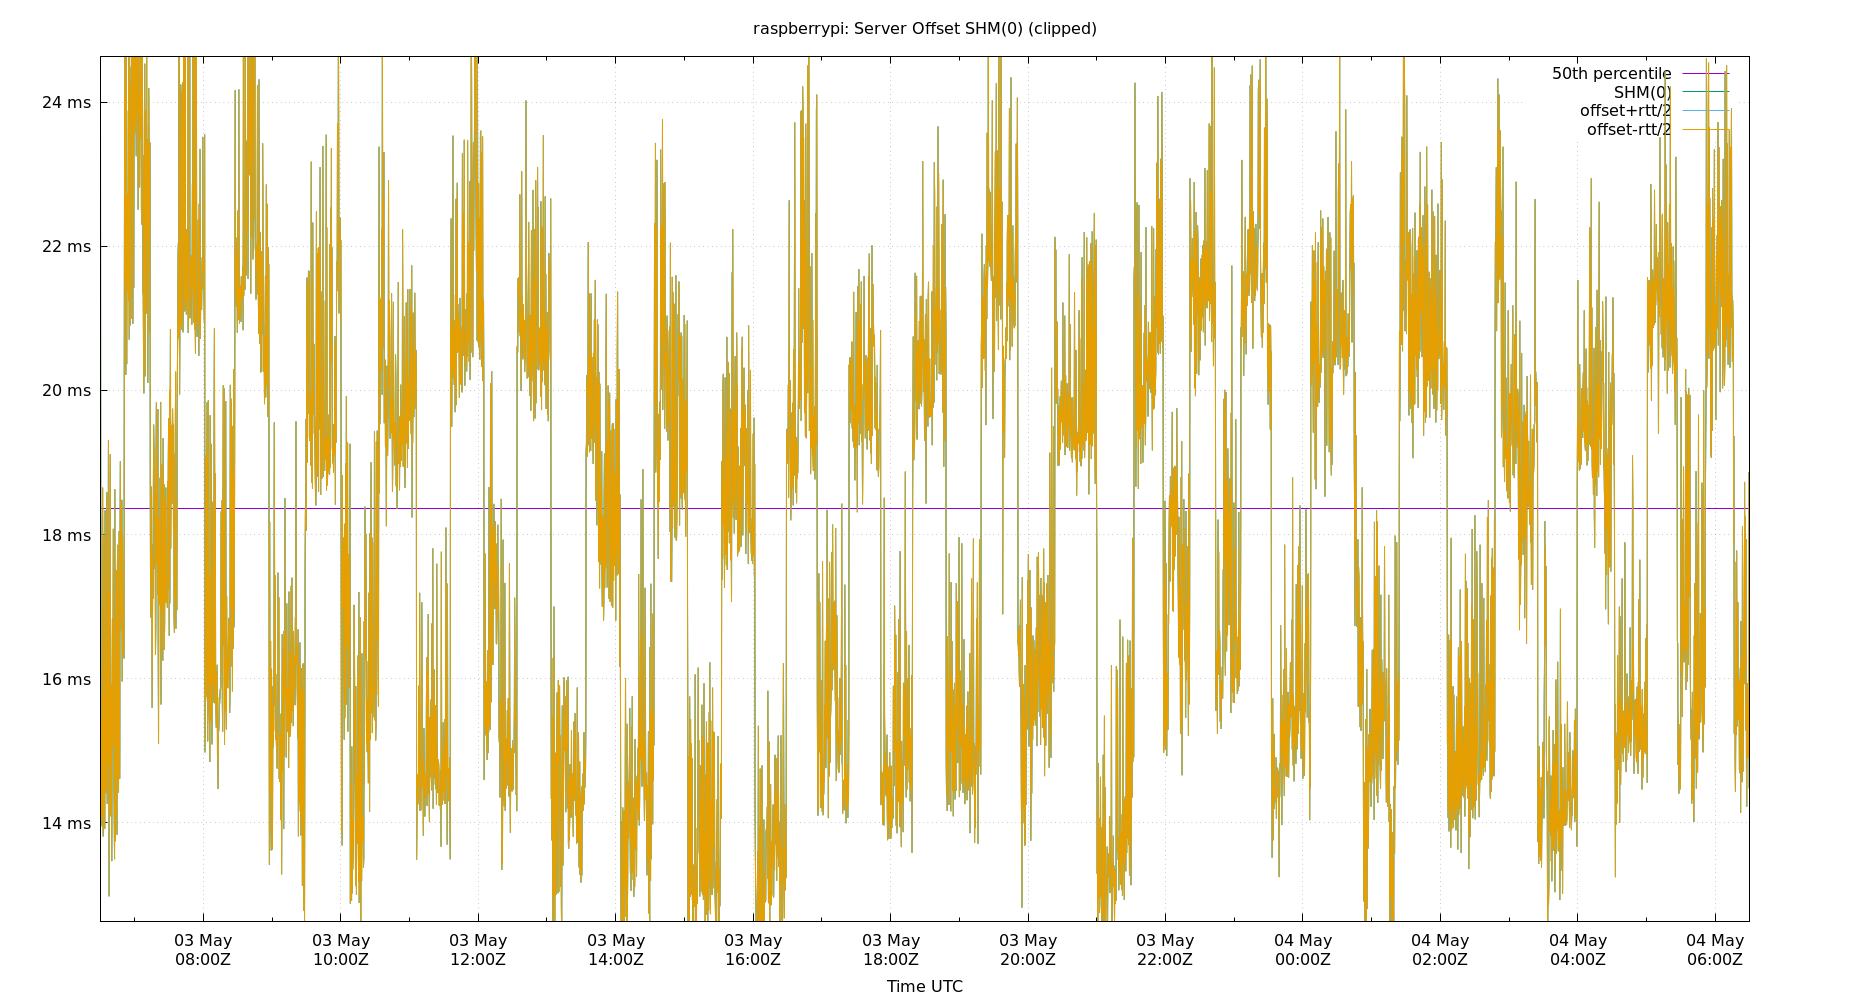 raspberrypi: Server Offset SHM(0) (clipped)
50th percentile
SHM(0)
offset+rtt/2
offset-rtt/2
24 ms
22 ms
20 ms
18 ms
16 ms
14 ms
03 May 03 May 03 May 03 May 03 May 03 May 03 May 03 May 04 May 04 May 04 May 04 May
08:00Z 10:00Z 12:00Z 14:00Z 16:00Z 18:00Z 20:00Z 22:00Z 00:00Z 02:00Z 04:00Z 06:00Z
Time UTC